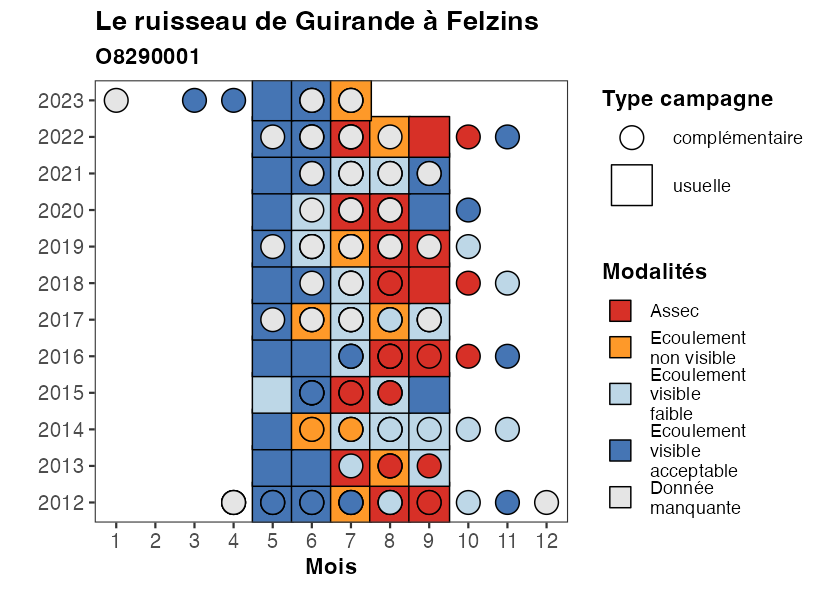 Le ruisseau de Guirande à Felzins
O8290001
2023
2022
2021
2020
2019
2018
2017
2016
2015
2014
2013
2012
1 2 3 4 5 6 7 8 9 10 11 12
Mois
Type campagne
complémentaire
usuelle
Modalités
Assec
Ecoulement
non visible
Ecoulement
visible
faible
Ecoulement
visible
acceptable
Donnée
manquante